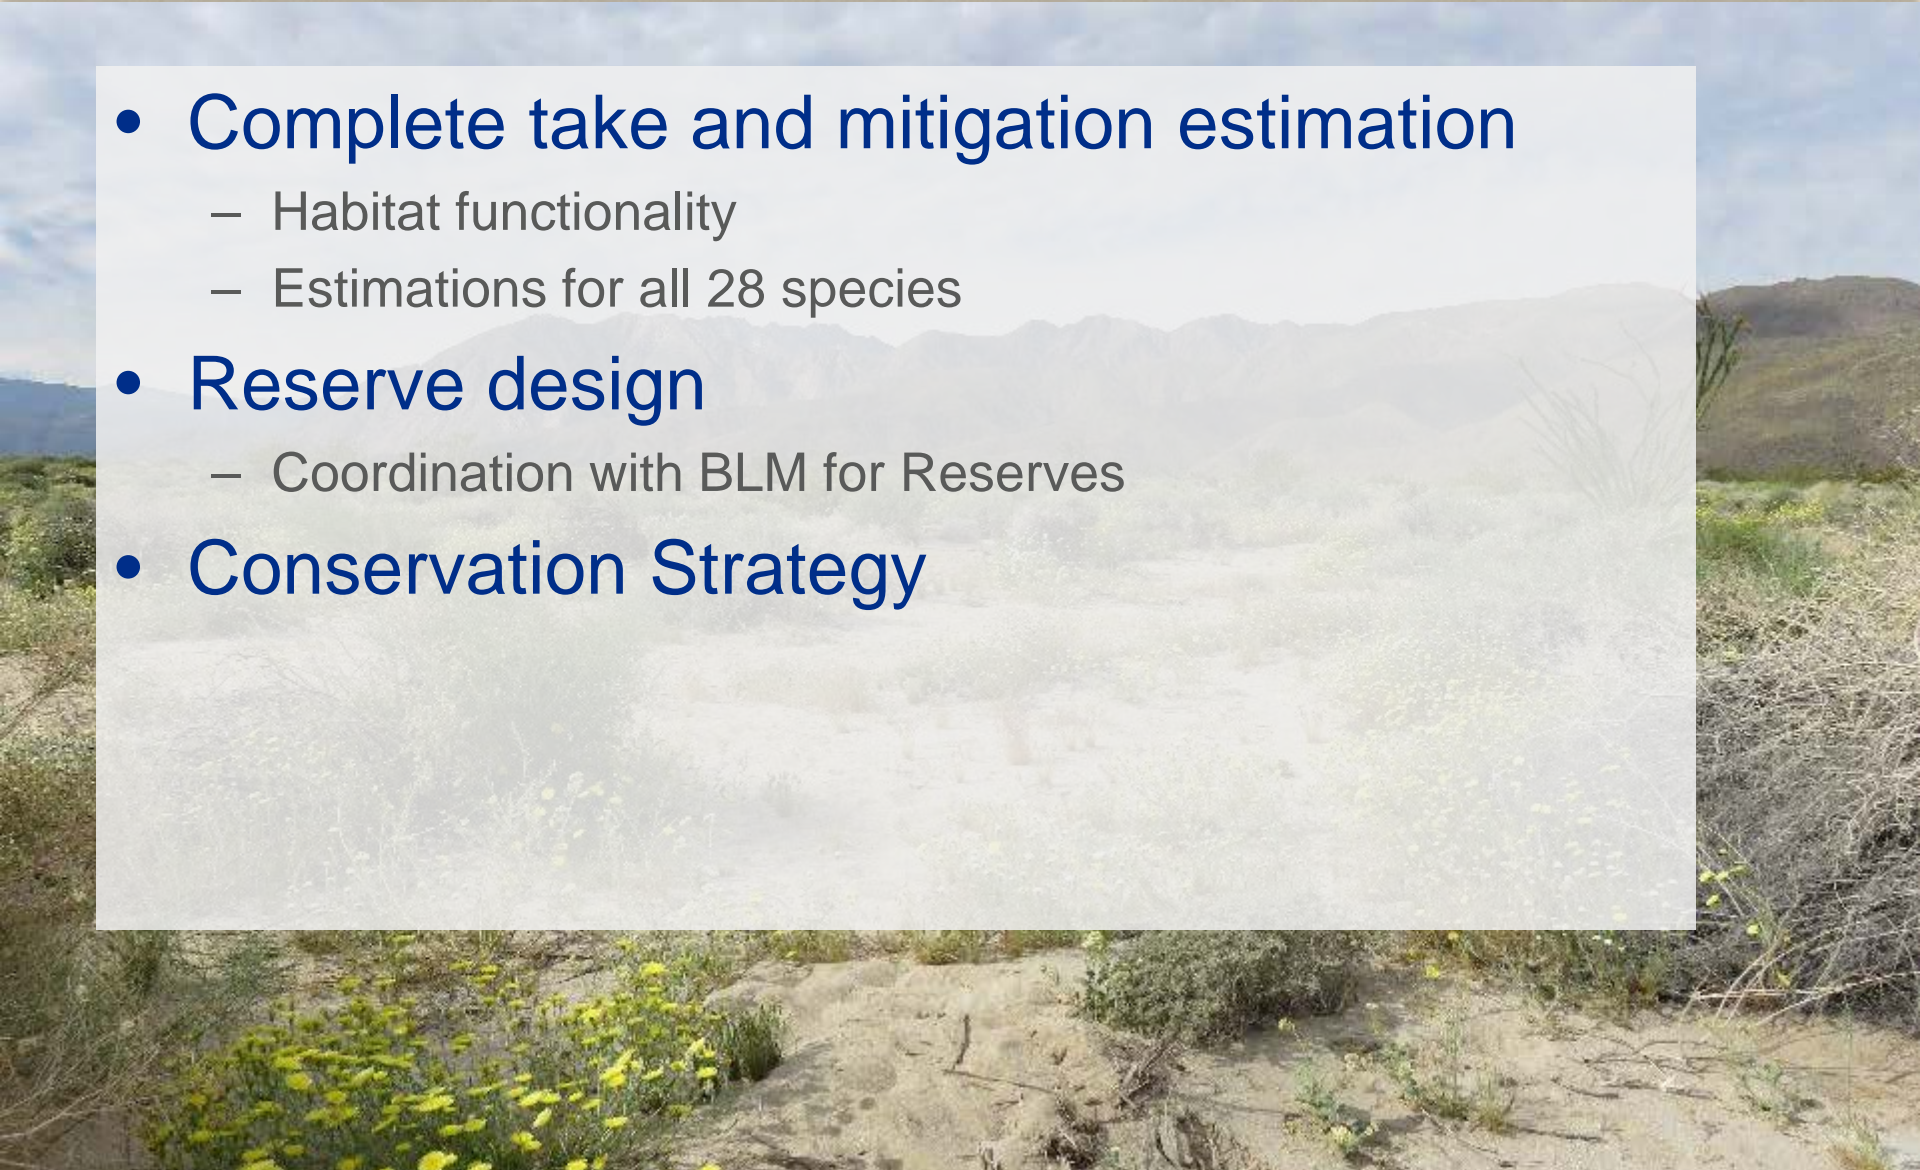 • Complete take and mitigation estimation
– Habitat functionality
– Estimations for all 28 species
• Reserve design
– Coordination with BLM for Reserves
• Conservation Strategy